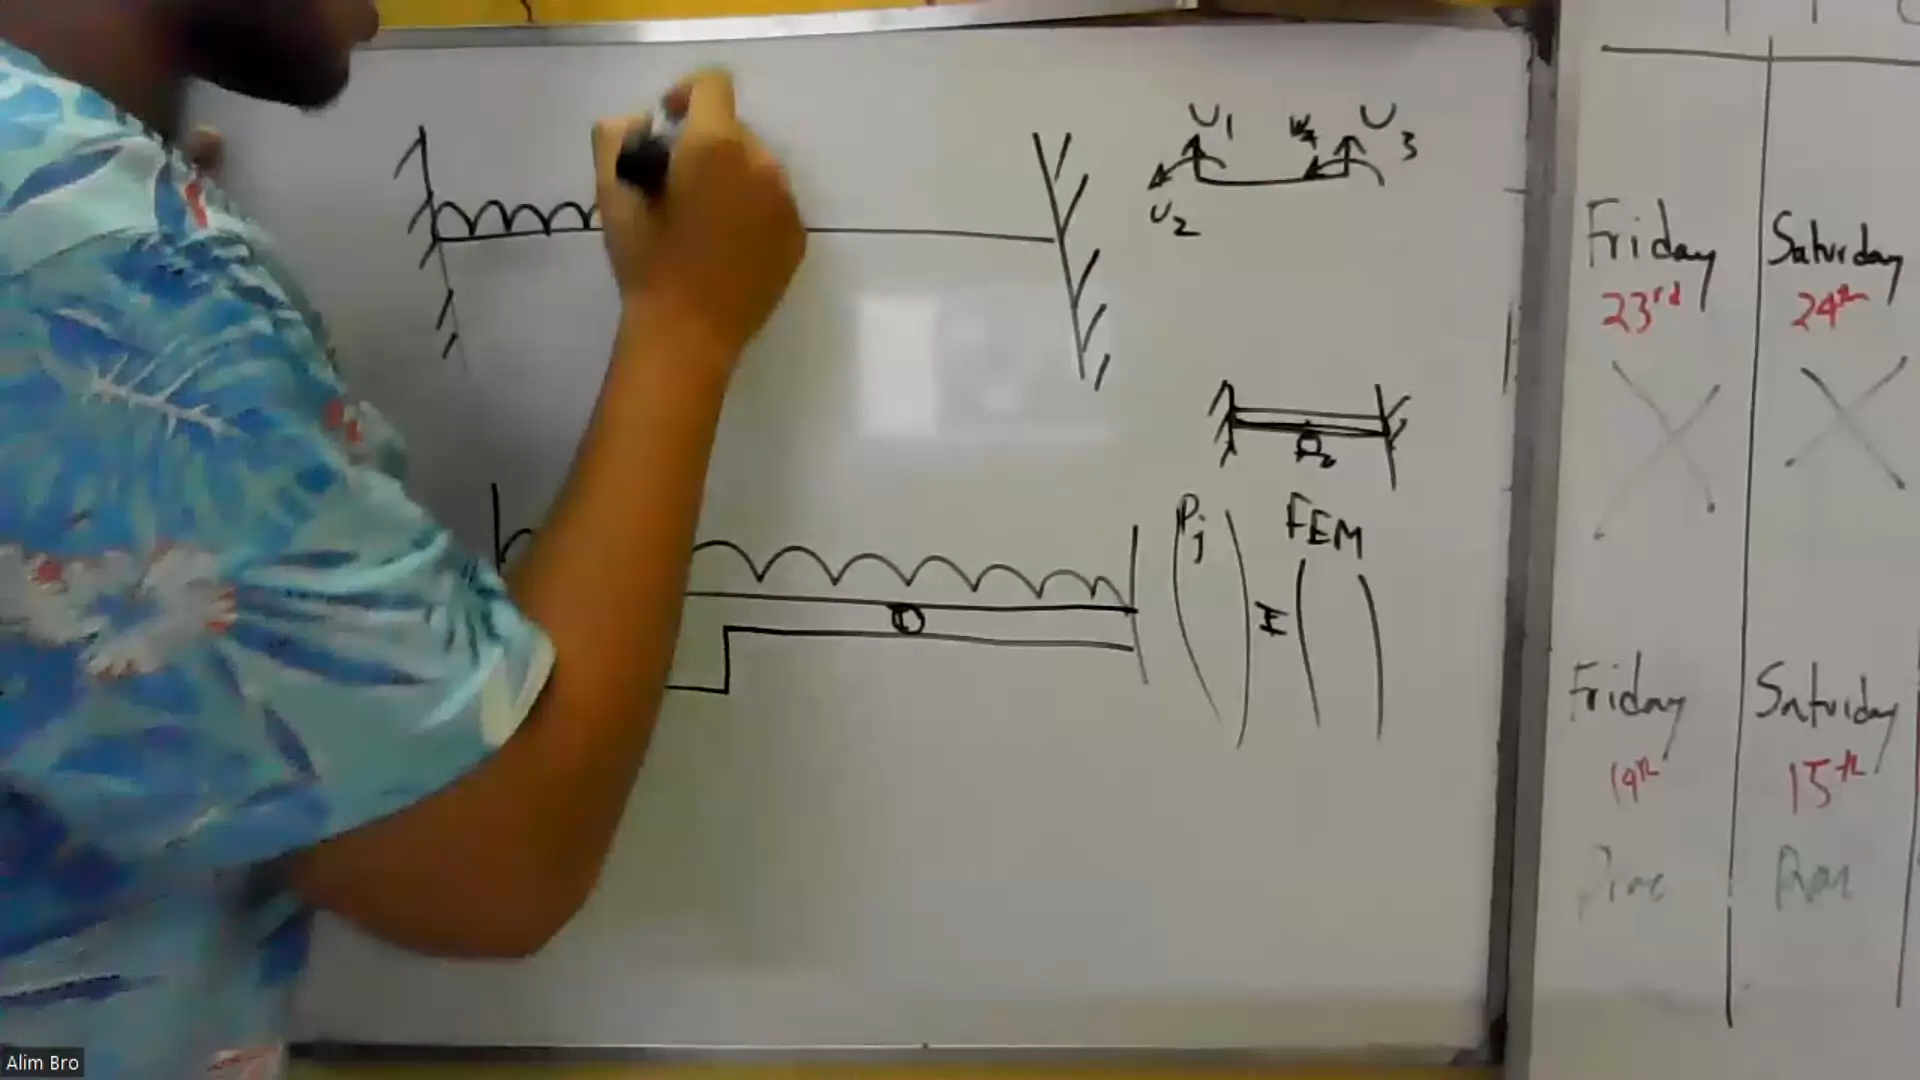 U1
U3
U2
Friday
Saturday
23rd
24th
Pj
FEM
Friday
Saturday
14th
15th
Alim Bro